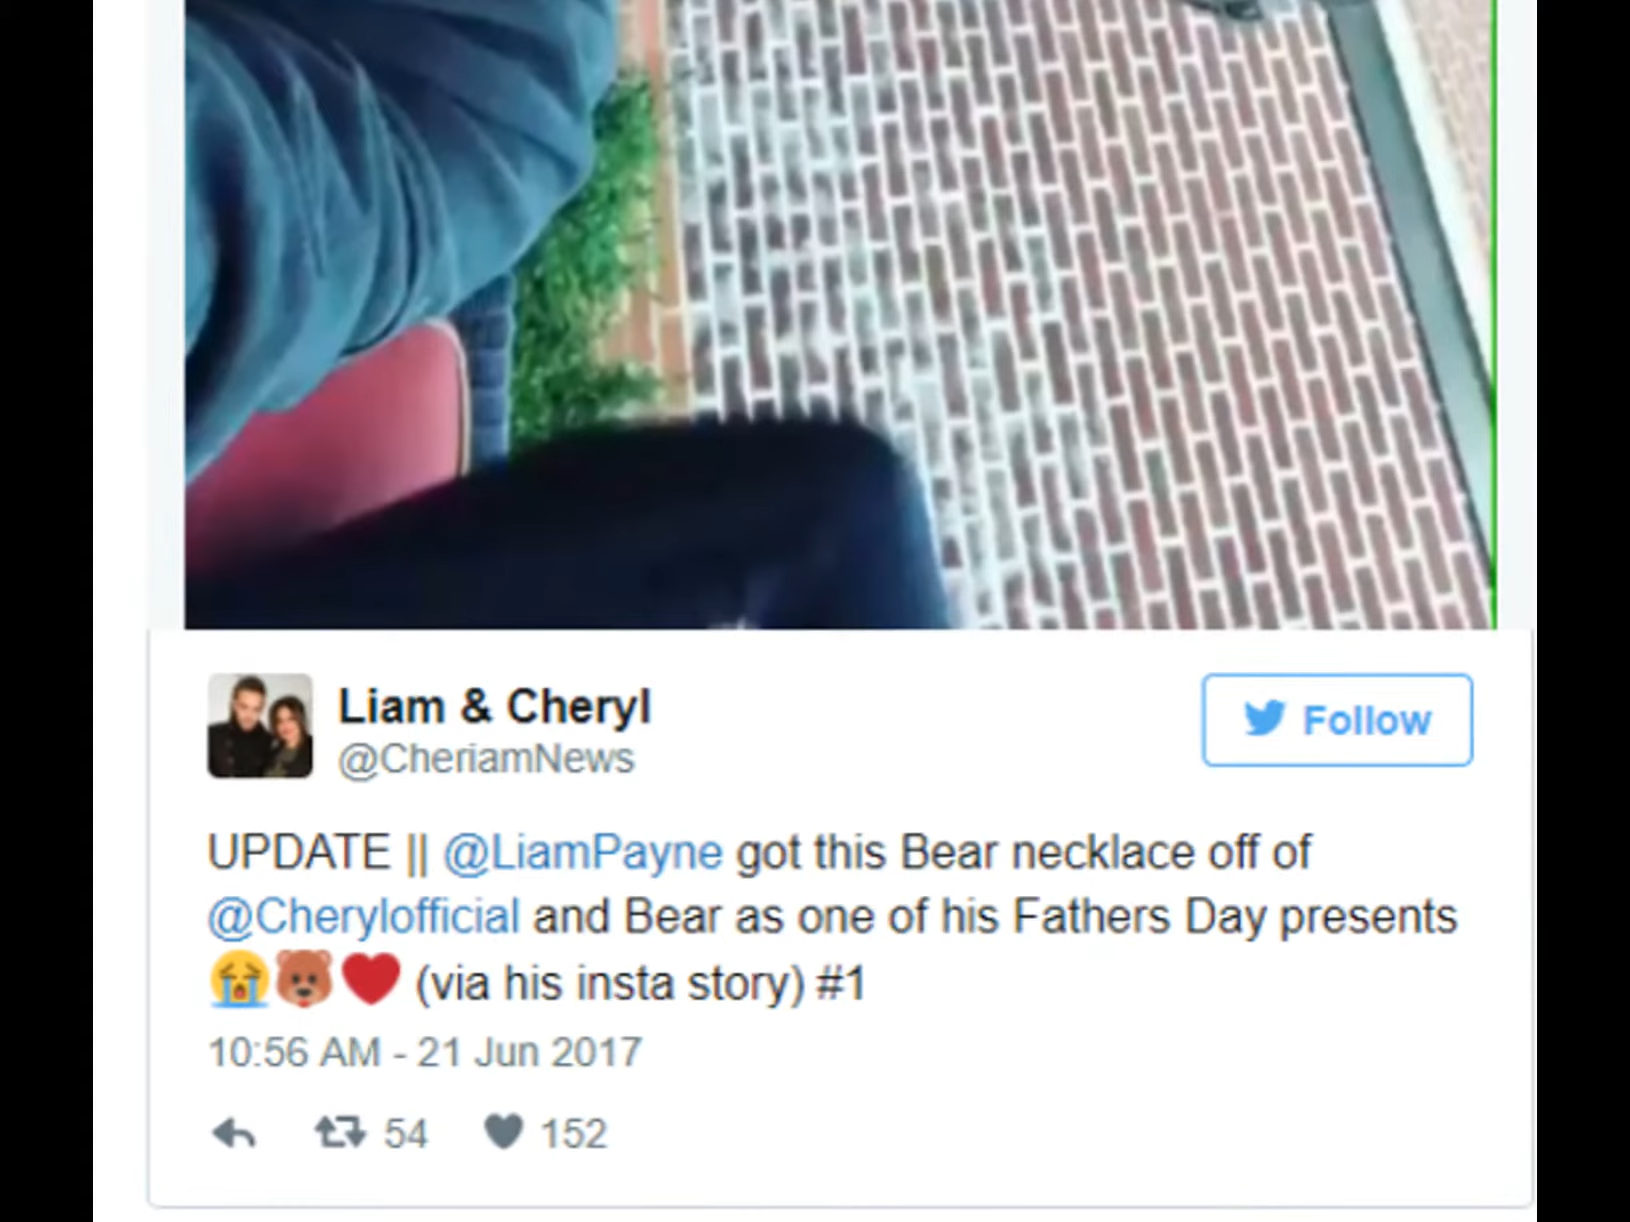 Liam & Cheryl
@CheriamNews
Follow
UPDATE || @LiamPayne got this Bear necklace off of
@Cherylofficial and Bear as one of his Fathers Day presents
😭🐻❤️ (via his insta story) #1
10:56 AM - 21 Jun 2017
54 152